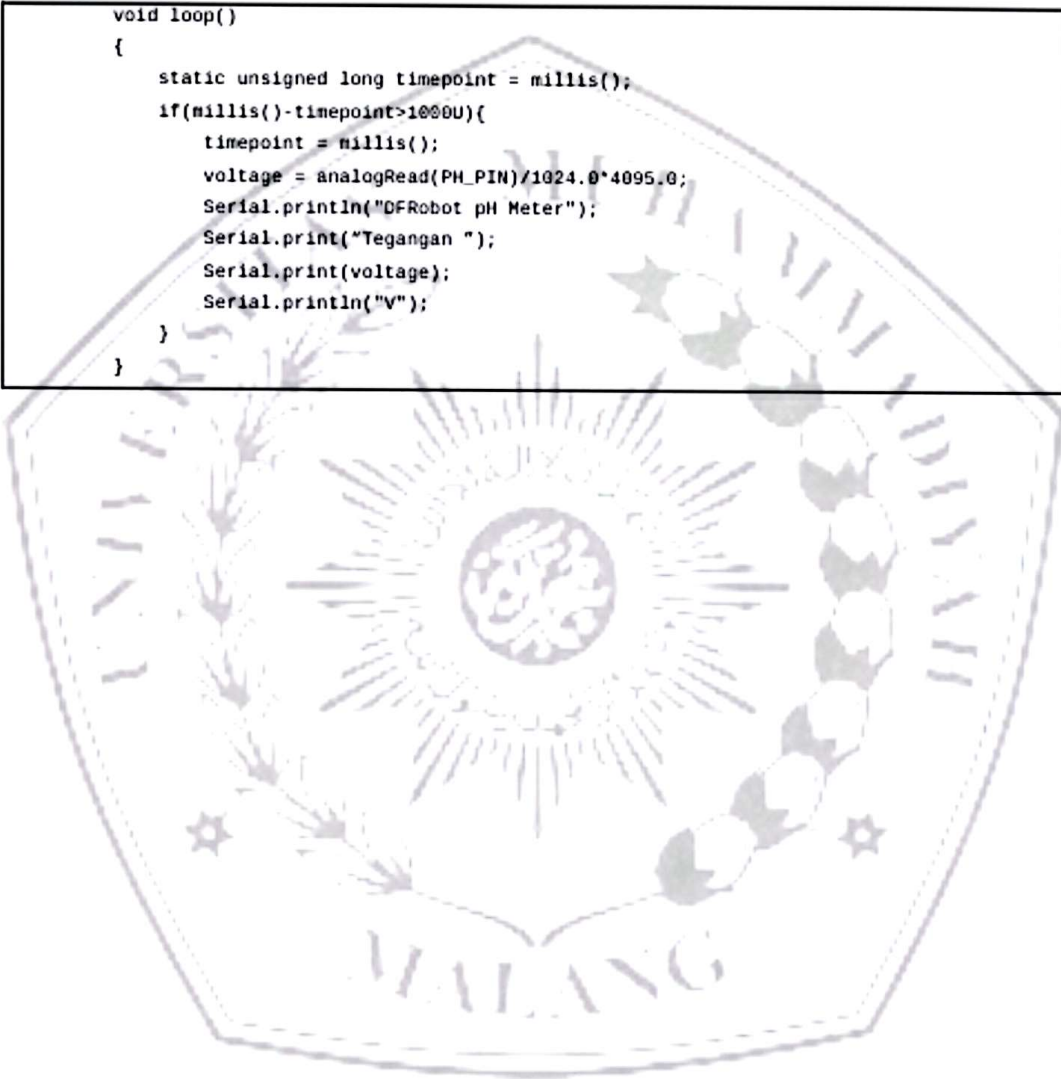 void loop()
{
static unsigned long timepoint = millis();
if(millis()-timepoint>1000U){
timepoint = millis();
voltage = analogRead(PH_PIN)/1024.0*4095.0;
Serial.println("DFRobot pH Meter");
Serial.print("Tegangan ");
Serial.print(voltage);
Serial.println("V");
}
}
MALANG